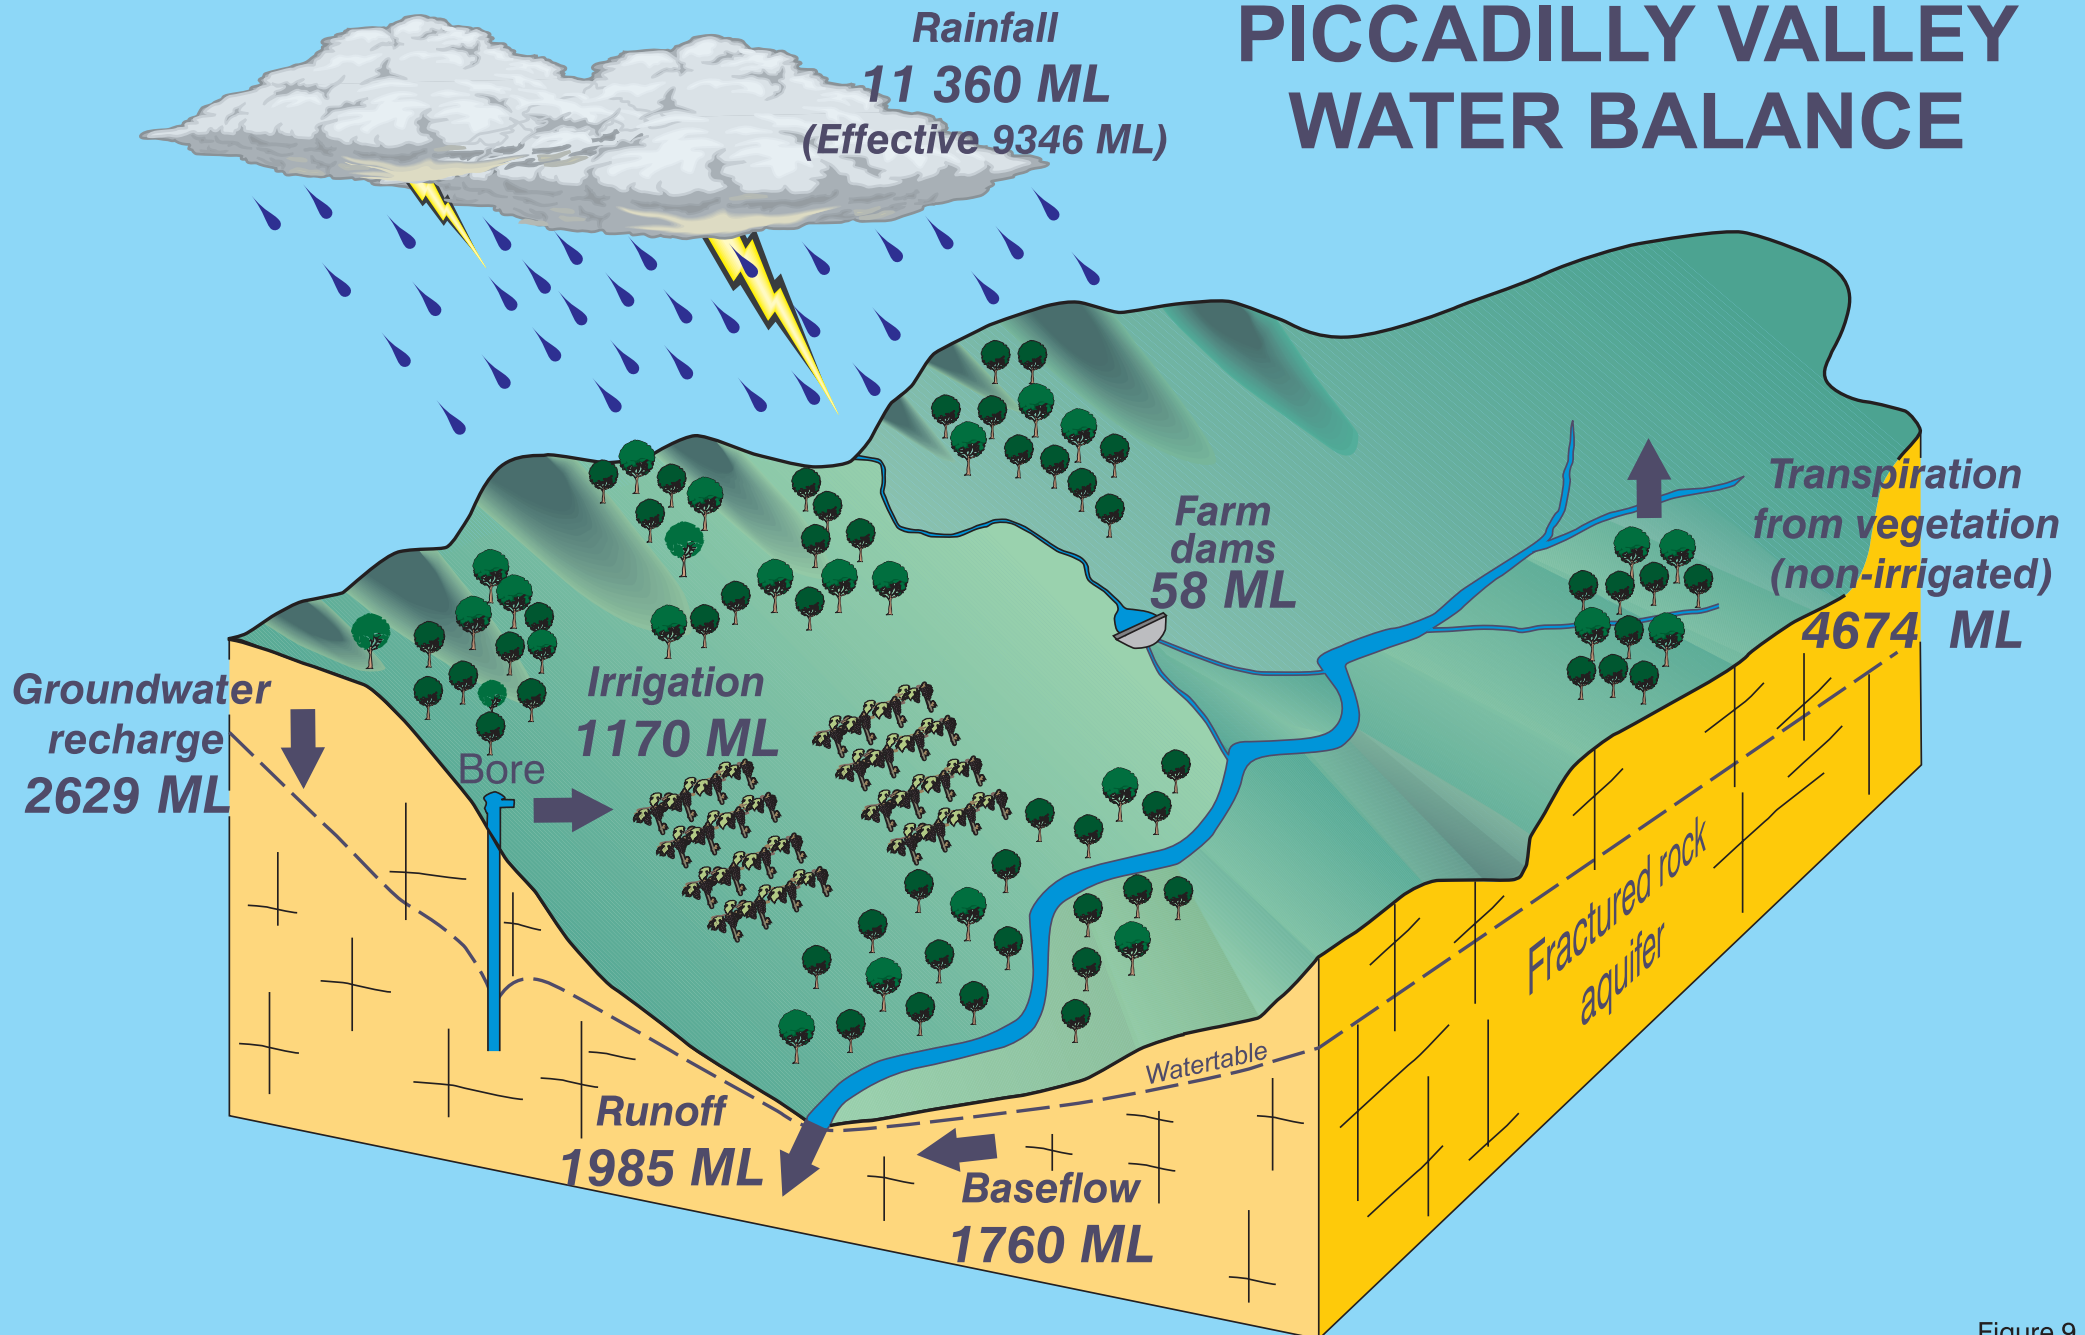 PICCADILLY VALLEY
WATER BALANCE
Rainfall
11 360 ML
(Effective 9346 ML)
Farm
dams
58 ML
Transpiration
from vegetation
(non-irrigated)
4674 ML
Groundwater
recharge
2629 ML
Irrigation
1170 ML
Bore
Fractured rock
aquifer
Watertable
Runoff
1985 ML
Baseflow
1760 ML
Figure 9